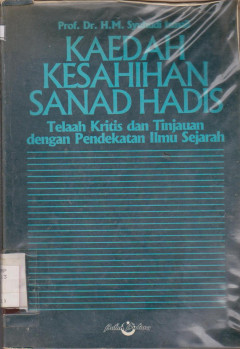 Prof. Dr. H.M.
KAEDAH
KESAHIHAN
SANAD HADIS
Telaah Kritis dan Tinjauan
dengan Pendekatan Ilmu Sejarah